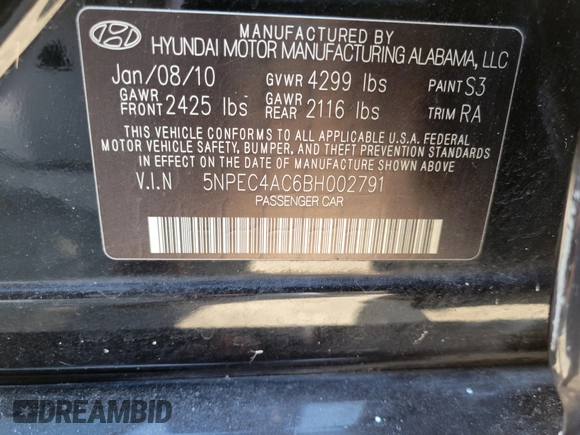 MANUFACTURED BY
HYUNDAI MOTOR MANUFACTURING ALABAMA, LLC
Jan/08/10 GVWR 4299 lbs PAINT S3
GAWR FRONT 2425 lbs GAWR REAR 2116 lbs TRIM RA
THIS VEHICLE CONFORMS TO ALL APPLICABLE U.S.A. FEDERAL
MOTOR VEHICLE SAFETY, BUMPER, AND THEFT PREVENTION STANDARDS
IN EFFECT ON THE DATE OF MANUFACTURE SHOWN ABOVE.
V.I.N 5NPEC4AC6BH002791
PASSENGER CAR
DREAMBID